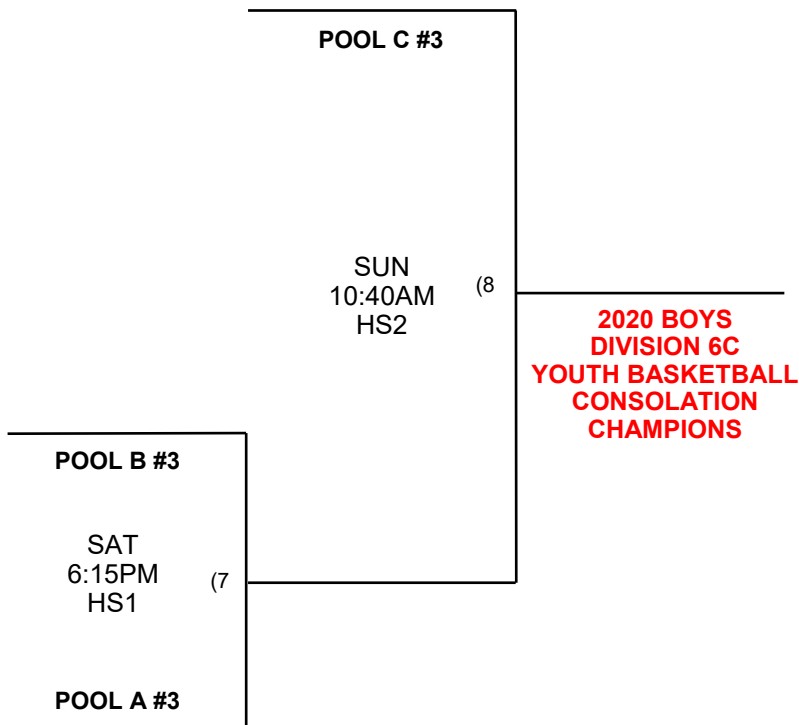 POOL C #3
SUN
10:40AM
HS2
(8
2020 BOYS
DIVISION 6C
YOUTH BASKETBALL
CONSOLATION
CHAMPIONS
POOL B #3
SAT
6:15PM
HS1
(7
POOL A #3